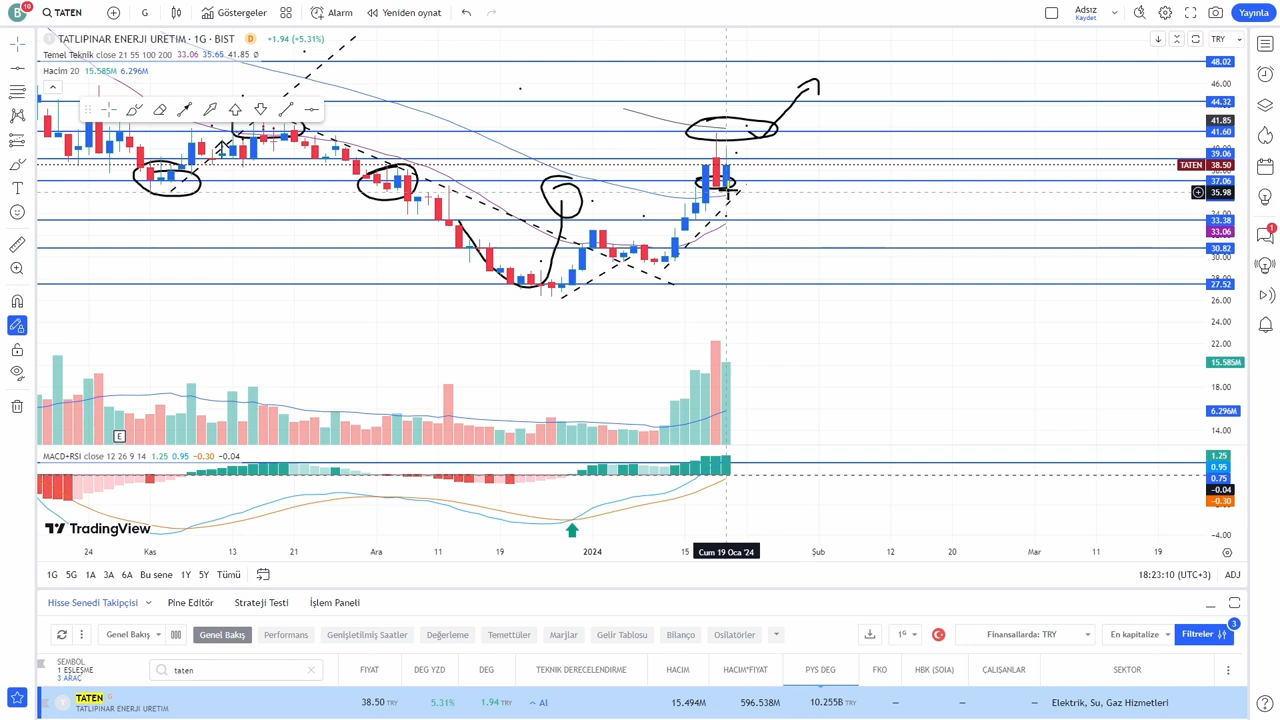 B 10 TATEN G Göstergeler Alarm Yeniden oynat Adsız Kaydet Yayınla
T TATLIPINAR ENERJI URETIM · 1G · BIST D +1.94 (+5.31%) TRY
Temel Teknik close 21 55 100 200 33.06 35.65 41.85 Ø
Hacim 20 15.585M 6.296M
48.02
46.00
44.32
41.85
41.60
39.06
TATEN 38.50
37.06
35.98
33.38
33.06
30.82
30.00
28.00
27.52
26.00
24.00
22.00
15.585M
18.00
6.296M
14.00
E
MACD+RSI close 12 26 9 14 1.25 0.95 −0.30 −0.04
1.25
0.95
0.75
−0.04
−0.30
−4.00
TradingView
24 Kas 13 21 Ara 11 19 2024 15 Cum 19 Oca '24 Şub 12 20 Mar 11 19
1G 5G 1A 3A 6A Bu sene 1Y 5Y Tümü 18:23:10 (UTC+3) ADJ
Hisse Senedi Takipçisi Pine Editör Strateji Testi İşlem Paneli
Genel Bakış Genel Bakış Performans Genişletilmiş Saatler Değerleme Temettüler Marjlar Gelir Tablosu Bilanço Osilatörler 1G Finansallarda: TRY En kapitalize Filtreler 3
SEMBOL
1 EŞLEŞME
3 ARAÇ
taten FIYAT DEG YZD DEG TEKNIK DERECELENDIRME HACIM HACIM*FIYAT PYS DEG FKO HBK (SOIA) ÇALIŞANLAR SEKTOR
TATEN G
TATLIPINAR ENERJI URETIM
38.50 TRY 5.31% 1.94 TRY Al 15.494M 596.538M 10.255B TRY — — — Elektrik, Su, Gaz Hizmetleri